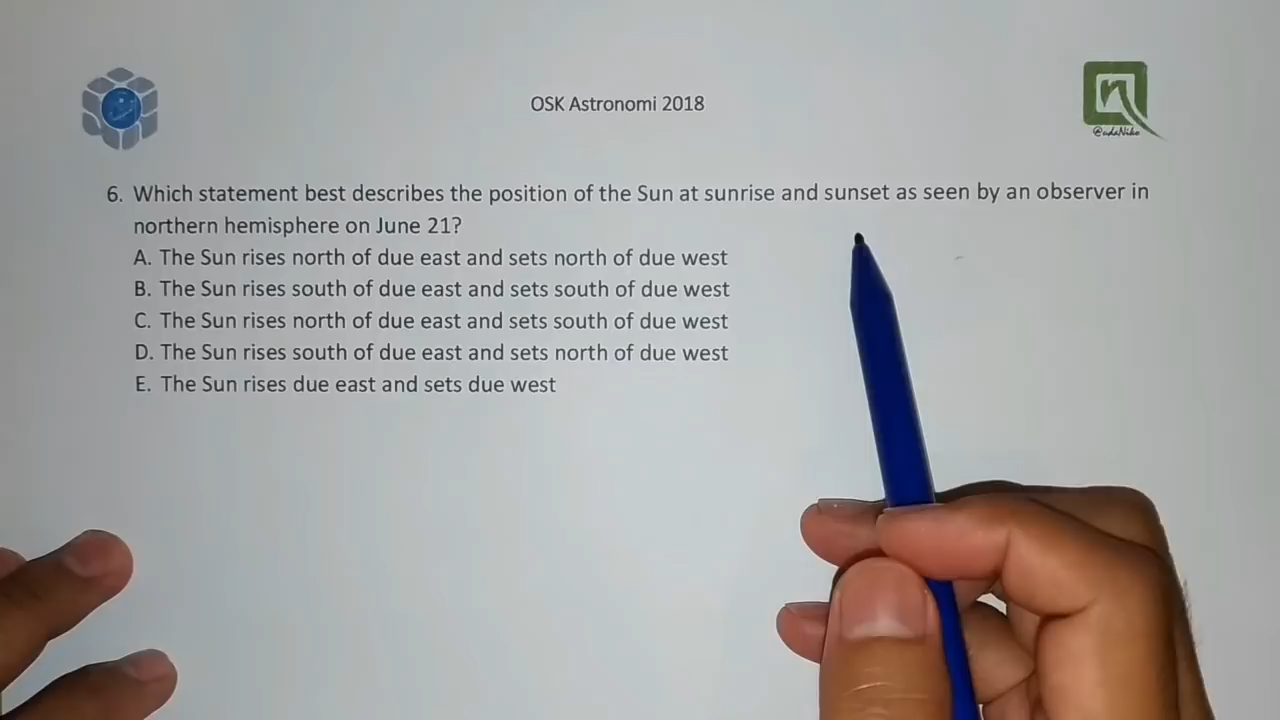 OSK Astronomi 2018
@udaNiko
6. Which statement best describes the position of the Sun at sunrise and sunset as seen by an observer in
northern hemisphere on June 21?
A. The Sun rises north of due east and sets north of due west
B. The Sun rises south of due east and sets south of due west
C. The Sun rises north of due east and sets south of due west
D. The Sun rises south of due east and sets north of due west
E. The Sun rises due east and sets due west